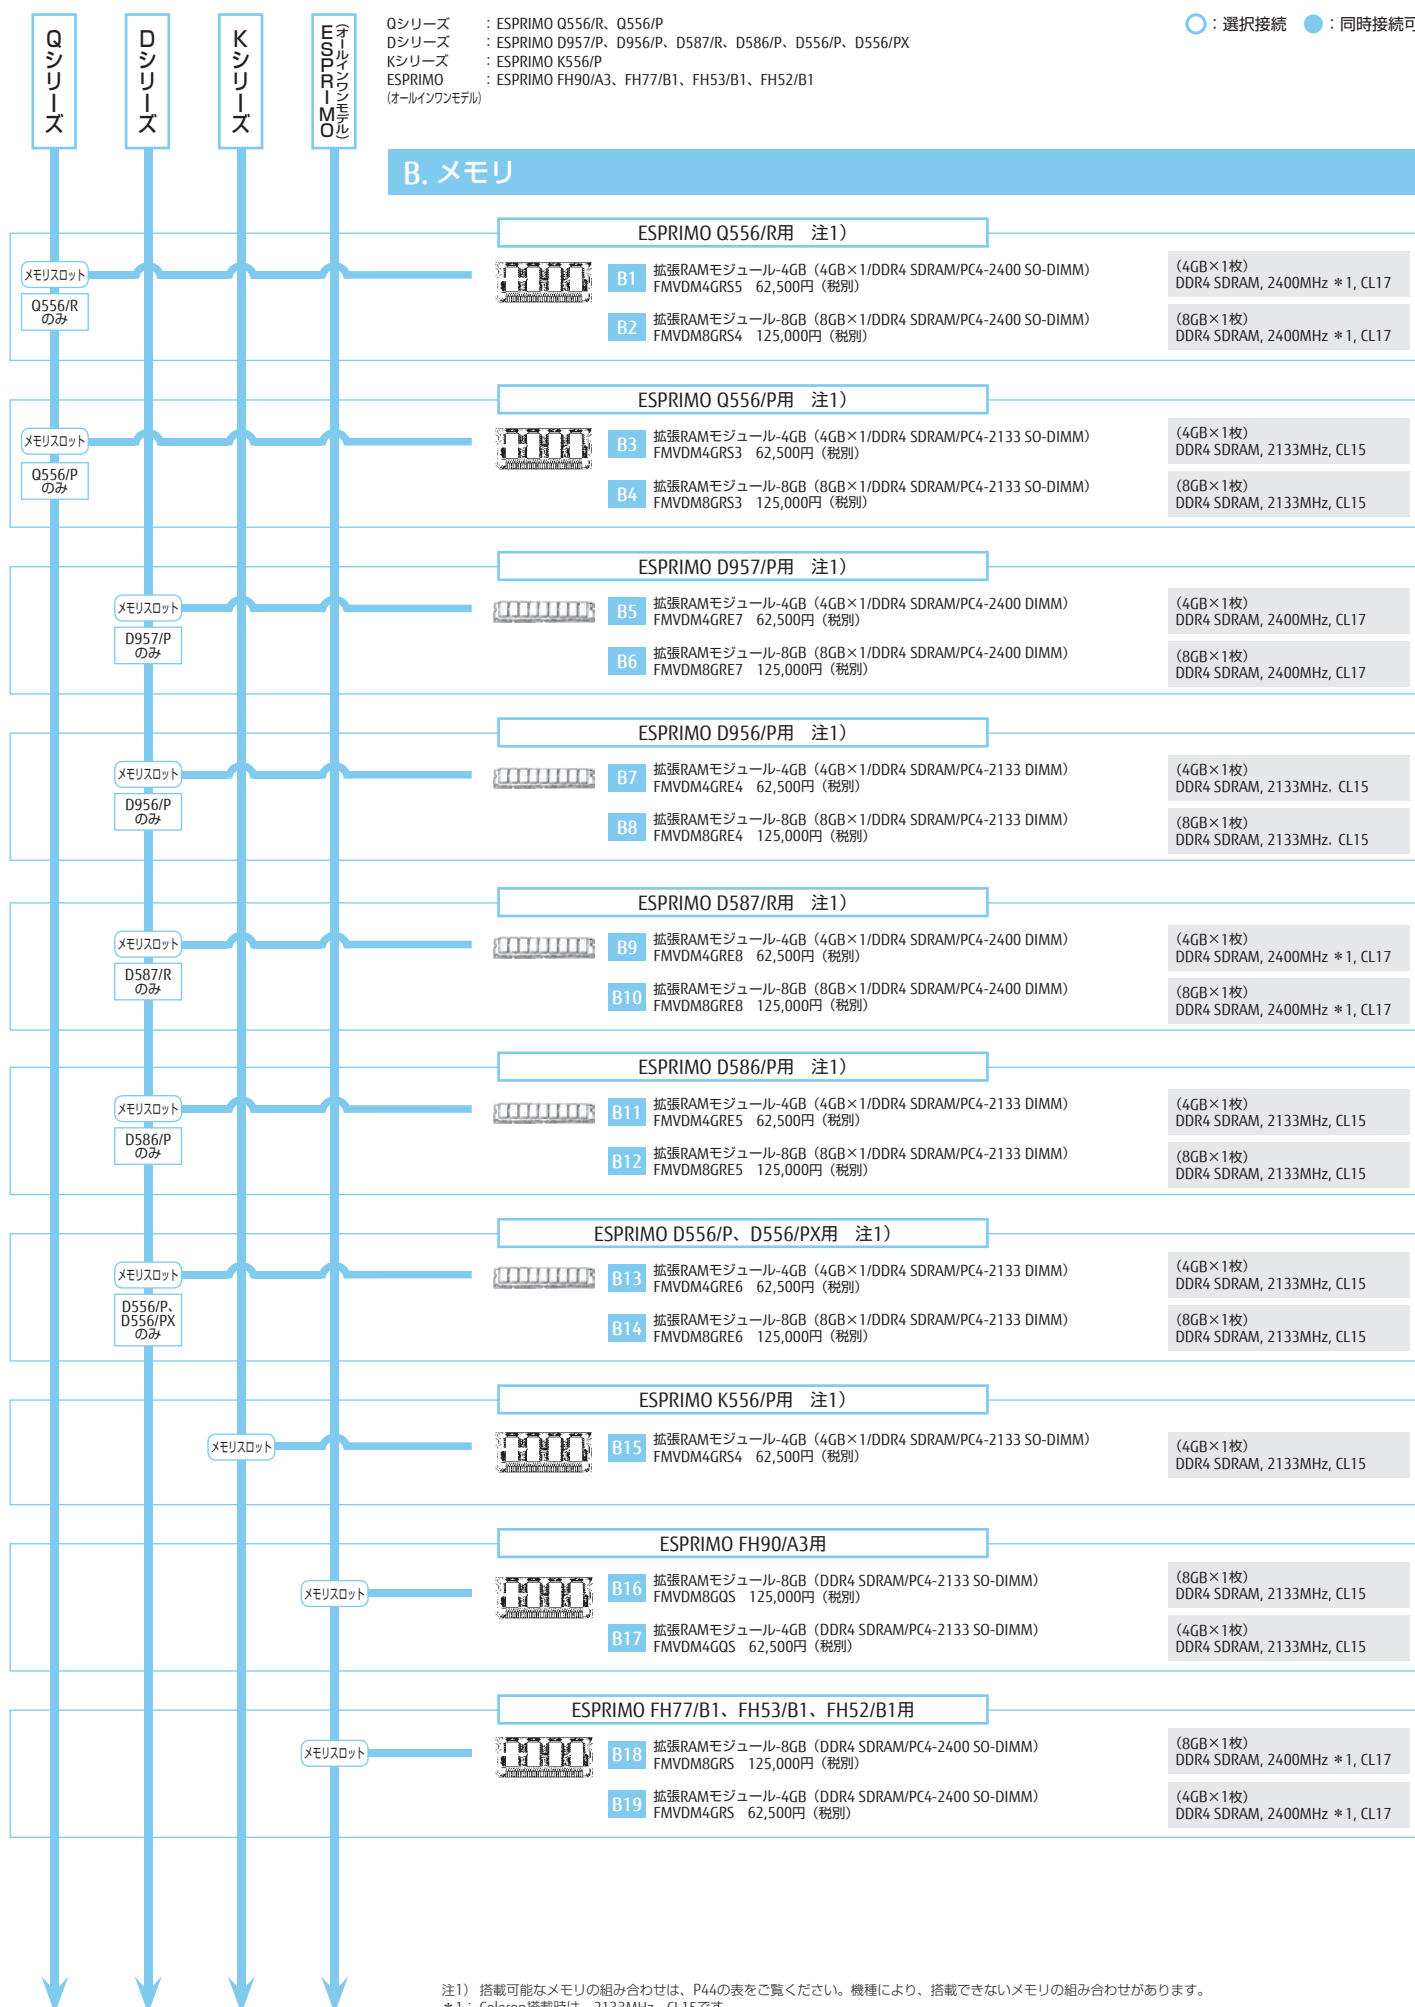 Qシリーズ
Dシリーズ
Kシリーズ
ESPRIMO
(オールインワンモデル)
Qシリーズ : ESPRIMO Q556/R、Q556/P
Dシリーズ : ESPRIMO D957/P、D956/P、D587/R、D586/P、D556/P、D556/PX
Kシリーズ : ESPRIMO K556/P
ESPRIMO : ESPRIMO FH90/A3、FH77/B1、FH53/B1、FH52/B1
(オールインワンモデル)
:選択接続 :同時接続可
B. メモリ
ESPRIMO Q556/R用 注1)
メモリスロット
Q556/R
のみ
B1 拡張RAMモジュール-4GB(4GB×1/DDR4 SDRAM/PC4-2400 SO-DIMM)
FMVDM4GRS5 62,500円(税別)
(4GB×1枚)
DDR4 SDRAM, 2400MHz *1, CL17
B2 拡張RAMモジュール-8GB(8GB×1/DDR4 SDRAM/PC4-2400 SO-DIMM)
FMVDM8GRS4 125,000円(税別)
(8GB×1枚)
DDR4 SDRAM, 2400MHz *1, CL17
ESPRIMO Q556/P用 注1)
メモリスロット
Q556/P
のみ
B3 拡張RAMモジュール-4GB(4GB×1/DDR4 SDRAM/PC4-2133 SO-DIMM)
FMVDM4GRS3 62,500円(税別)
(4GB×1枚)
DDR4 SDRAM, 2133MHz, CL15
B4 拡張RAMモジュール-8GB(8GB×1/DDR4 SDRAM/PC4-2133 SO-DIMM)
FMVDM8GRS3 125,000円(税別)
(8GB×1枚)
DDR4 SDRAM, 2133MHz, CL15
ESPRIMO D957/P用 注1)
メモリスロット
D957/P
のみ
B5 拡張RAMモジュール-4GB(4GB×1/DDR4 SDRAM/PC4-2400 DIMM)
FMVDM4GRE7 62,500円(税別)
(4GB×1枚)
DDR4 SDRAM, 2400MHz, CL17
B6 拡張RAMモジュール-8GB(8GB×1/DDR4 SDRAM/PC4-2400 DIMM)
FMVDM8GRE7 125,000円(税別)
(8GB×1枚)
DDR4 SDRAM, 2400MHz, CL17
ESPRIMO D956/P用 注1)
メモリスロット
D956/P
のみ
B7 拡張RAMモジュール-4GB(4GB×1/DDR4 SDRAM/PC4-2133 DIMM)
FMVDM4GRE4 62,500円(税別)
(4GB×1枚)
DDR4 SDRAM, 2133MHz, CL15
B8 拡張RAMモジュール-8GB(8GB×1/DDR4 SDRAM/PC4-2133 DIMM)
FMVDM8GRE4 125,000円(税別)
(8GB×1枚)
DDR4 SDRAM, 2133MHz, CL15
ESPRIMO D587/R用 注1)
メモリスロット
D587/R
のみ
B9 拡張RAMモジュール-4GB(4GB×1/DDR4 SDRAM/PC4-2400 DIMM)
FMVDM4GRE8 62,500円(税別)
(4GB×1枚)
DDR4 SDRAM, 2400MHz *1, CL17
B10 拡張RAMモジュール-8GB(8GB×1/DDR4 SDRAM/PC4-2400 DIMM)
FMVDM8GRE8 125,000円(税別)
(8GB×1枚)
DDR4 SDRAM, 2400MHz *1, CL17
ESPRIMO D586/P用 注1)
メモリスロット
D586/P
のみ
B11 拡張RAMモジュール-4GB(4GB×1/DDR4 SDRAM/PC4-2133 DIMM)
FMVDM4GRE5 62,500円(税別)
(4GB×1枚)
DDR4 SDRAM, 2133MHz, CL15
B12 拡張RAMモジュール-8GB(8GB×1/DDR4 SDRAM/PC4-2133 DIMM)
FMVDM8GRE5 125,000円(税別)
(8GB×1枚)
DDR4 SDRAM, 2133MHz, CL15
ESPRIMO D556/P、D556/PX用 注1)
メモリスロット
D556/P、
D556/PX
のみ
B13 拡張RAMモジュール-4GB(4GB×1/DDR4 SDRAM/PC4-2133 DIMM)
FMVDM4GRE6 62,500円(税別)
(4GB×1枚)
DDR4 SDRAM, 2133MHz, CL15
B14 拡張RAMモジュール-8GB(8GB×1/DDR4 SDRAM/PC4-2133 DIMM)
FMVDM8GRE6 125,000円(税別)
(8GB×1枚)
DDR4 SDRAM, 2133MHz, CL15
ESPRIMO K556/P用 注1)
メモリスロット
B15 拡張RAMモジュール-4GB(4GB×1/DDR4 SDRAM/PC4-2133 SO-DIMM)
FMVDM4GRS4 62,500円(税別)
(4GB×1枚)
DDR4 SDRAM, 2133MHz, CL15
ESPRIMO FH90/A3用
メモリスロット
B16 拡張RAMモジュール-8GB(DDR4 SDRAM/PC4-2133 SO-DIMM)
FMVDM8GQS 125,000円(税別)
(8GB×1枚)
DDR4 SDRAM, 2133MHz, CL15
B17 拡張RAMモジュール-4GB(DDR4 SDRAM/PC4-2133 SO-DIMM)
FMVDM4GQS 62,500円(税別)
(4GB×1枚)
DDR4 SDRAM, 2133MHz, CL15
ESPRIMO FH77/B1、FH53/B1、FH52/B1用
メモリスロット
B18 拡張RAMモジュール-8GB(DDR4 SDRAM/PC4-2400 SO-DIMM)
FMVDM8GRS 125,000円(税別)
(8GB×1枚)
DDR4 SDRAM, 2400MHz *1, CL17
B19 拡張RAMモジュール-4GB(DDR4 SDRAM/PC4-2400 SO-DIMM)
FMVDM4GRS 62,500円(税別)
(4GB×1枚)
DDR4 SDRAM, 2400MHz *1, CL17
注1) 搭載可能なメモリの組み合わせは、P44の表をご覧ください。機種により、搭載できないメモリの組み合わせがあります。
*1: Celeron搭載時は、2133MHz、CL15です。